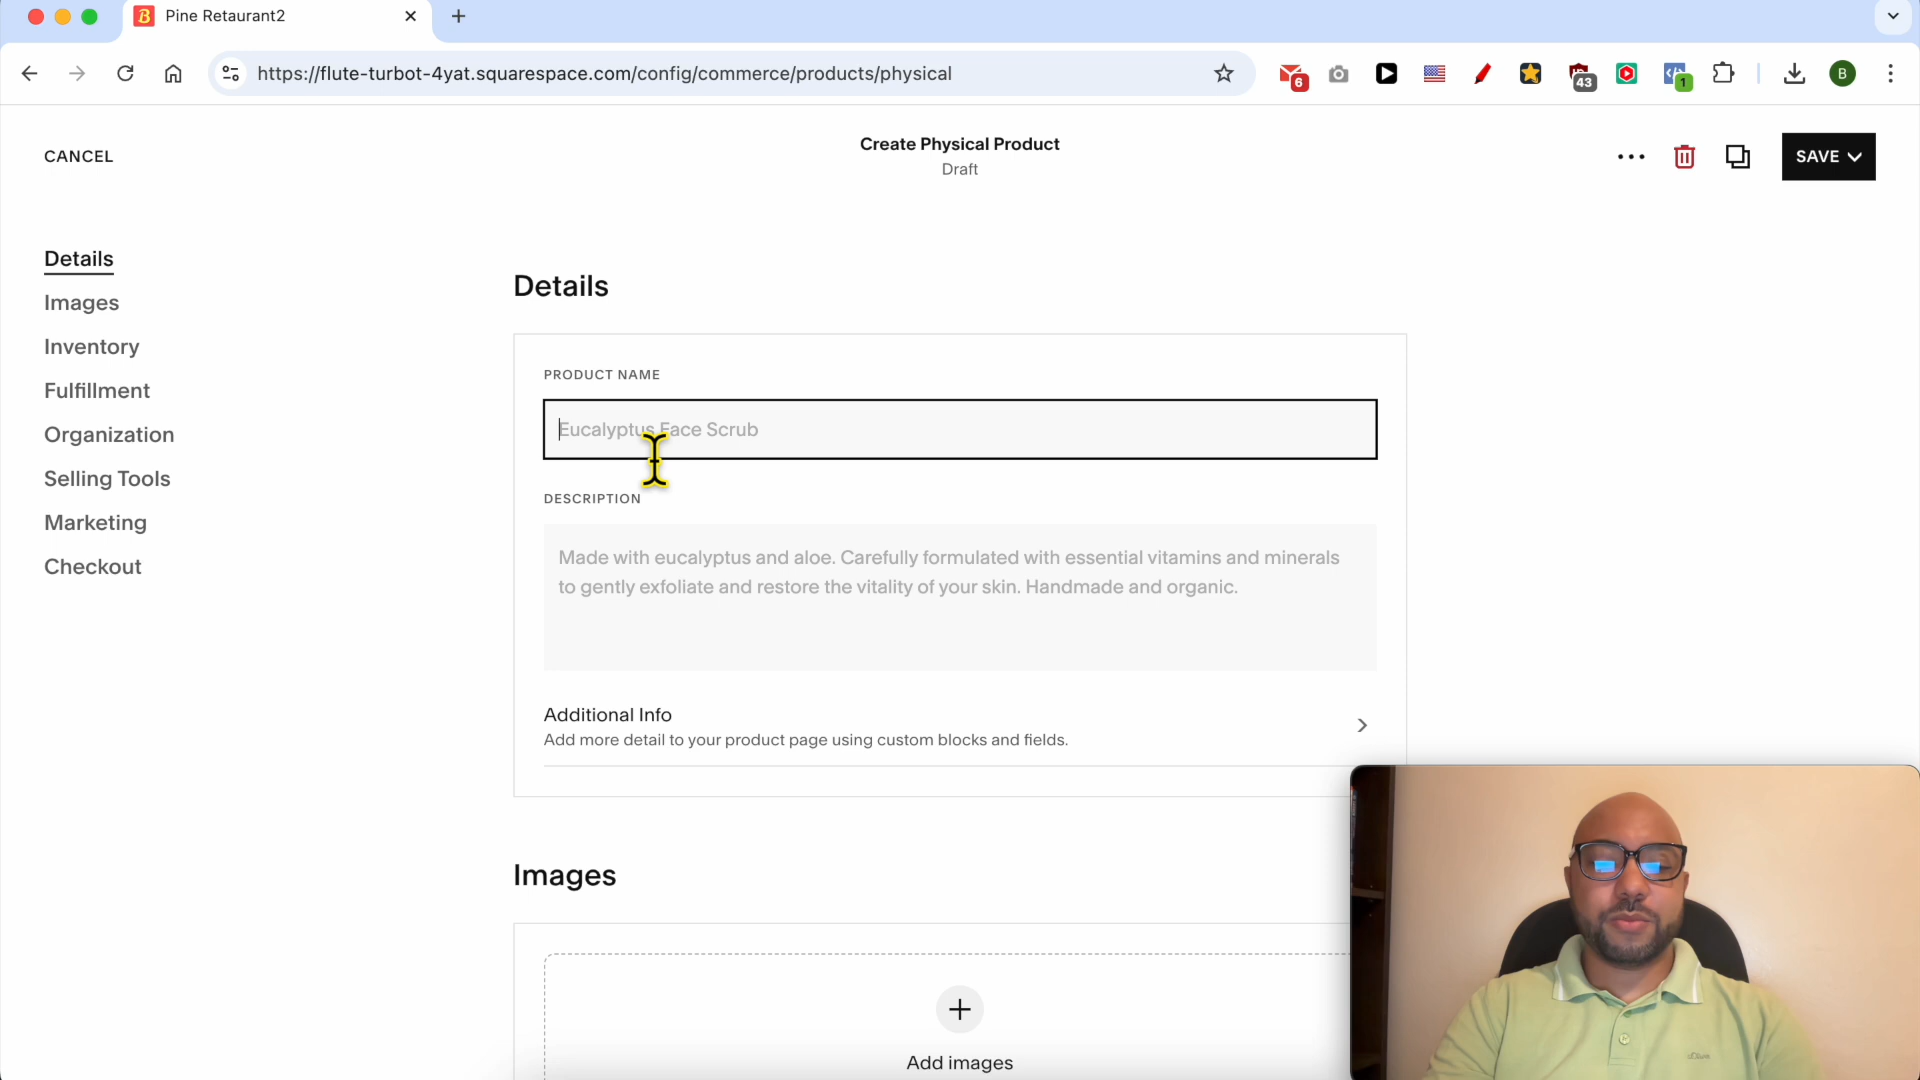 Pine Retaurant2
https://flute-turbot-4yat.squarespace.com/config/commerce/products/physical
6
43
1
B
CANCEL
Create Physical Product
Draft
SAVE
Details
Images
Inventory
Fulfillment
Organization
Selling Tools
Marketing
Checkout
Details
PRODUCT NAME
Eucalyptus Face Scrub
DESCRIPTION
Made with eucalyptus and aloe. Carefully formulated with essential vitamins and minerals
to gently exfoliate and restore the vitality of your skin. Handmade and organic.
Additional Info
Add more detail to your product page using custom blocks and fields.
Images
Add images